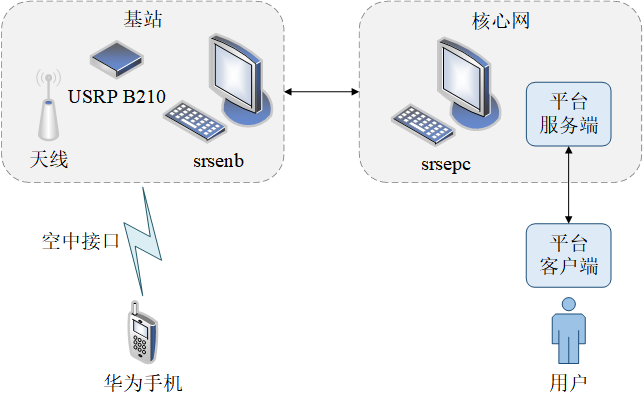 基站
核心网
USRP B210
天线
srsenb
srsepc
平台
服务端
空中接口
平台
客户端
华为手机
用户